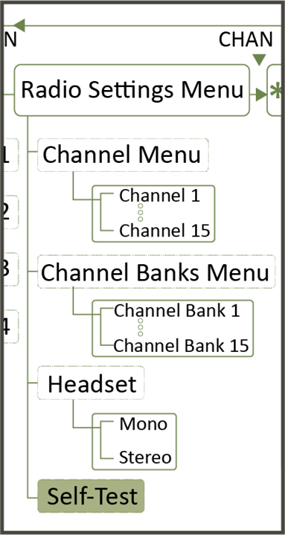 N
CHAN
Radio Settings Menu
*
1
Channel Menu
Channel 1
2
Channel 15
3
Channel Banks Menu
Channel Bank 1
4
Channel Bank 15
Headset
Mono
Stereo
Self-Test